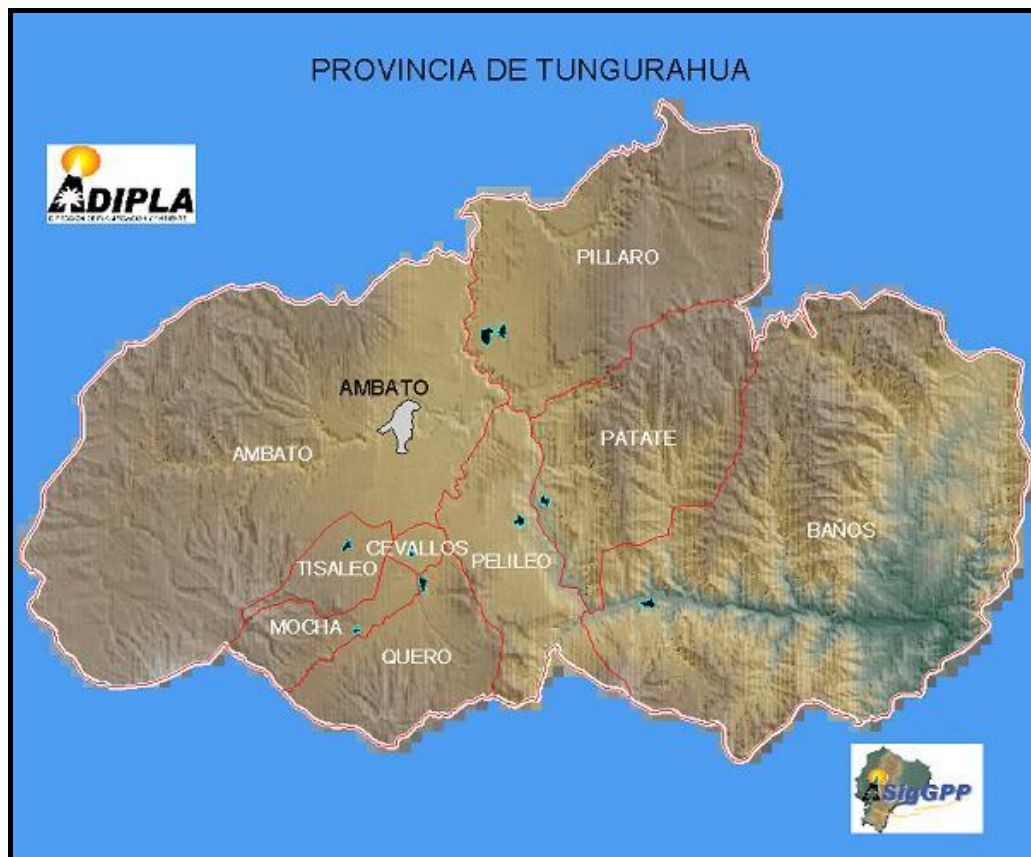 PROVINCIA DE TUNGURAHUA
ADIPLA
PILLARO
AMBATO
PATATE
AMBATO
BAÑOS
CEVALLOS
PELILEO
TISALEO
MOCHA
QUERO
SigGPP